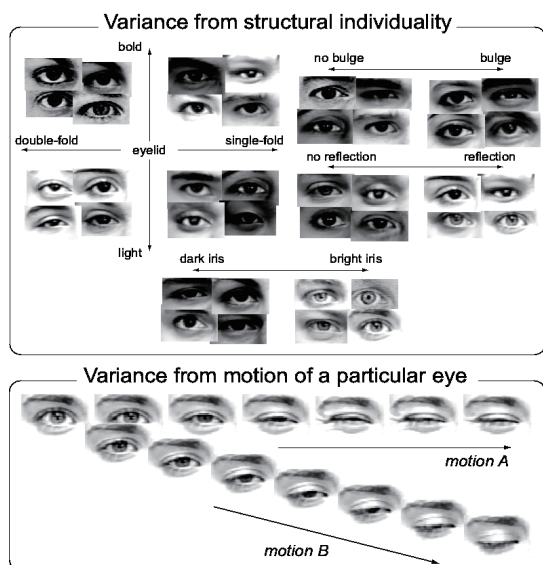 Variance from structural individuality
bold
no bulge
bulge
double-fold
eyelid
single-fold
no reflection
reflection
light
dark iris
bright iris
Variance from motion of a particular eye
motion A
motion B